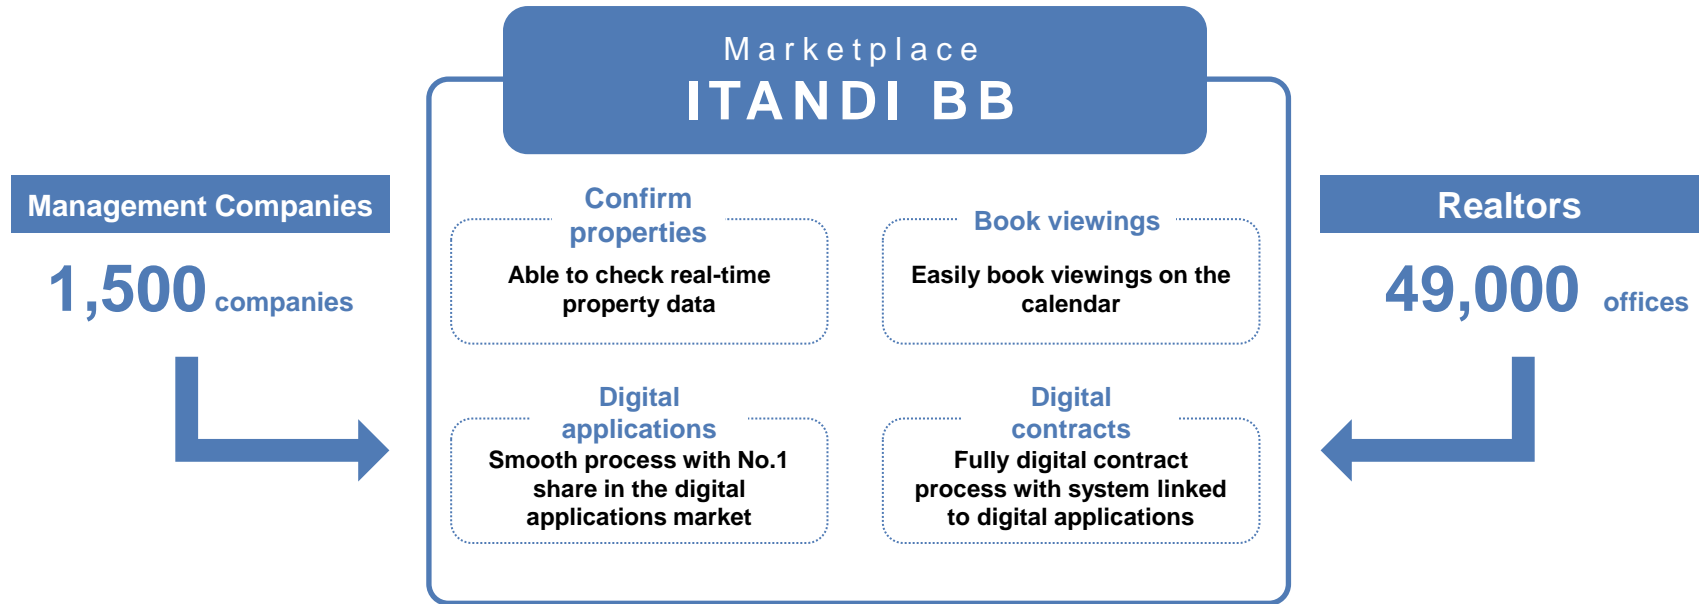 Marketplace
ITANDI BB
Management Companies
1,500 companies
Confirm
properties
Able to check real-time
property data
Book viewings
Easily book viewings on the
calendar
Digital
applications
Smooth process with No.1
share in the digital
applications market
Digital
contracts
Fully digital contract
process with system linked
to digital applications
Realtors
49,000 offices